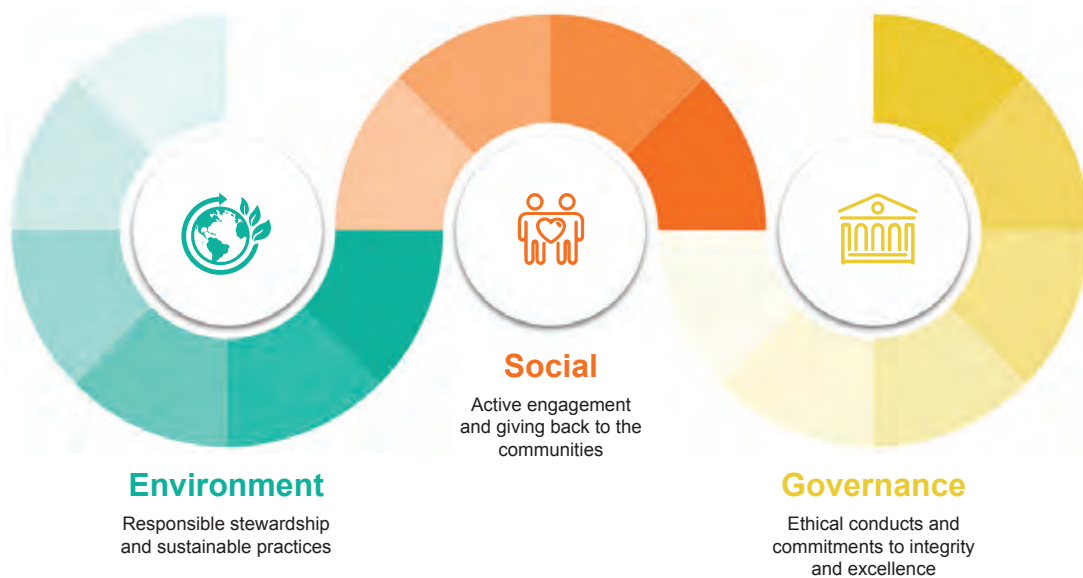 Environment
Responsible stewardship
and sustainable practices
Social
Active engagement
and giving back to the
communities
Governance
Ethical conducts and
commitments to integrity
and excellence